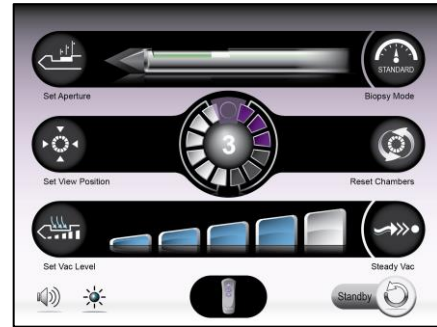 STANDARD
Set Aperture
Biopsy Mode
3
Set View Position
Reset Chambers
Set Vac Level
Steady Vac
Standby